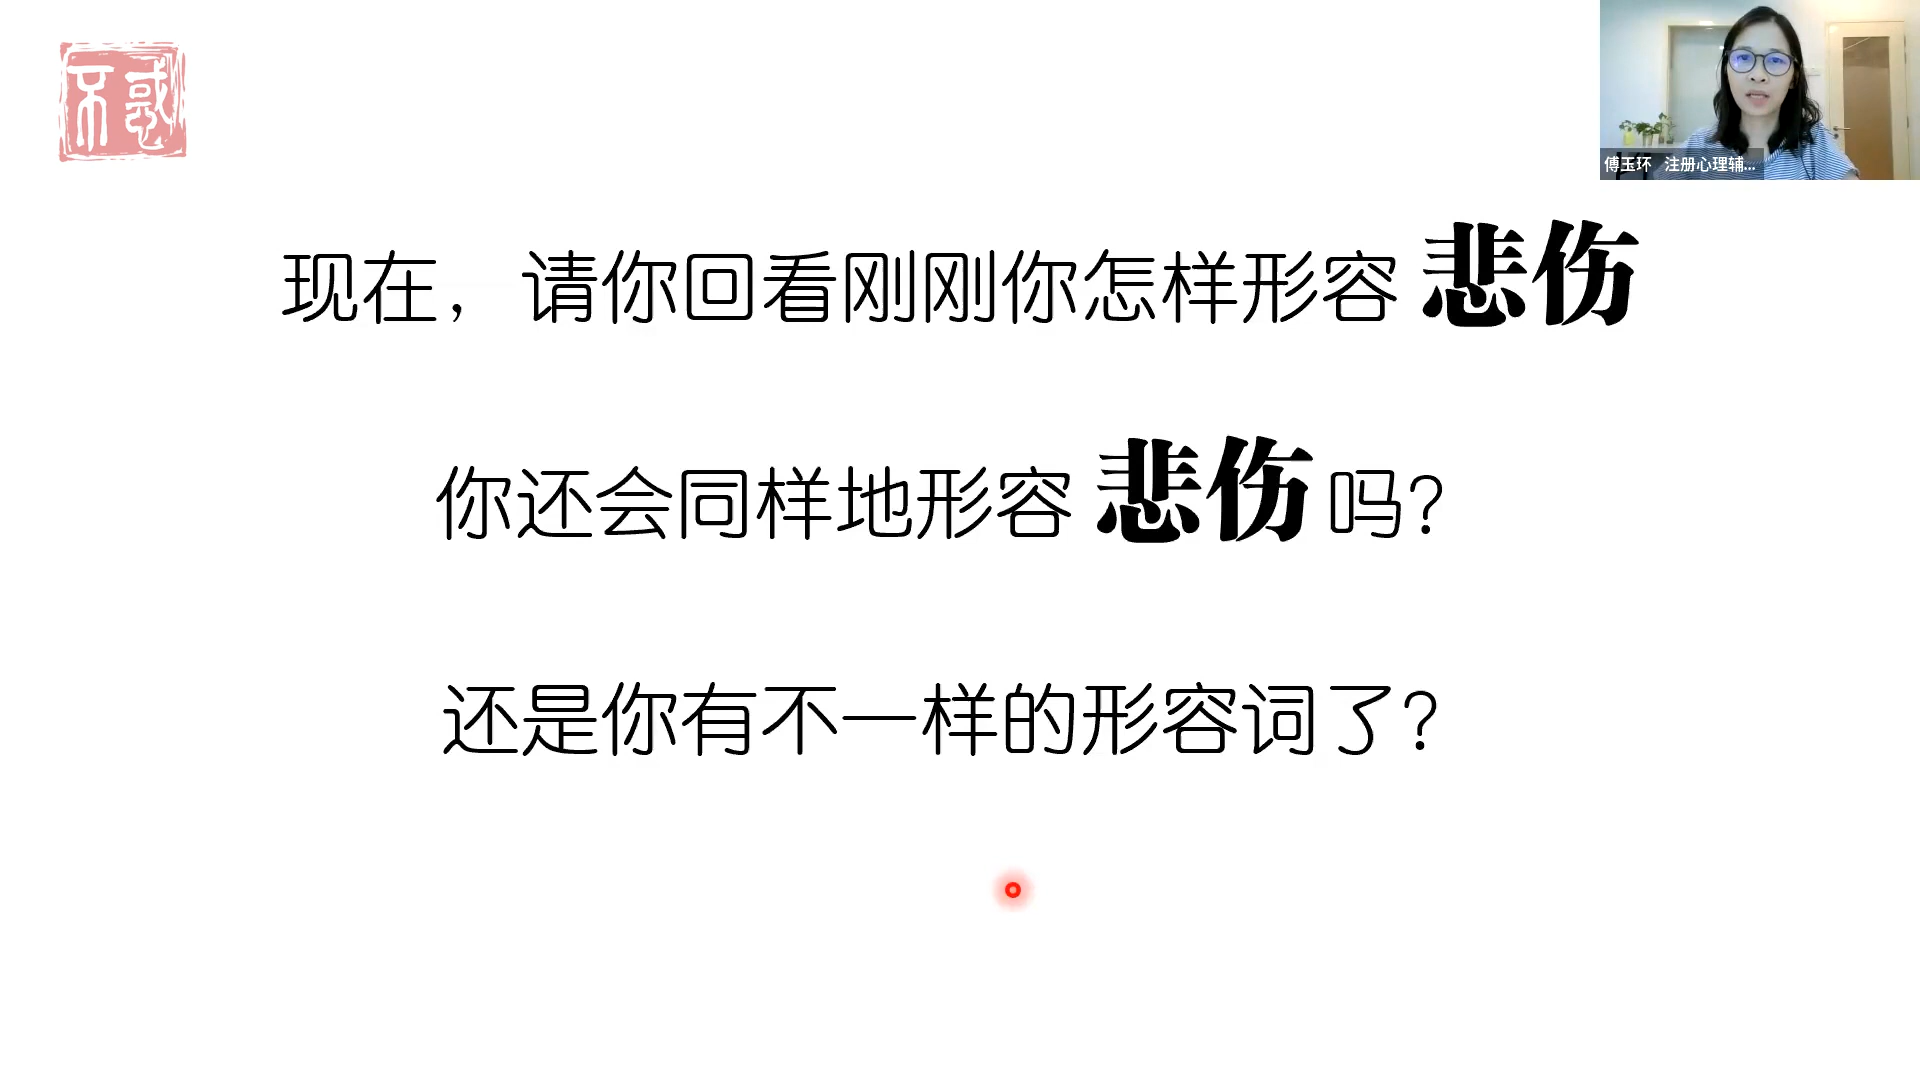 不惑
傅玉环 注册心理辅...
现在，请你回看刚刚你怎样形容 悲伤
你还会同样地形容 悲伤 吗？
还是你有不一样的形容词了？